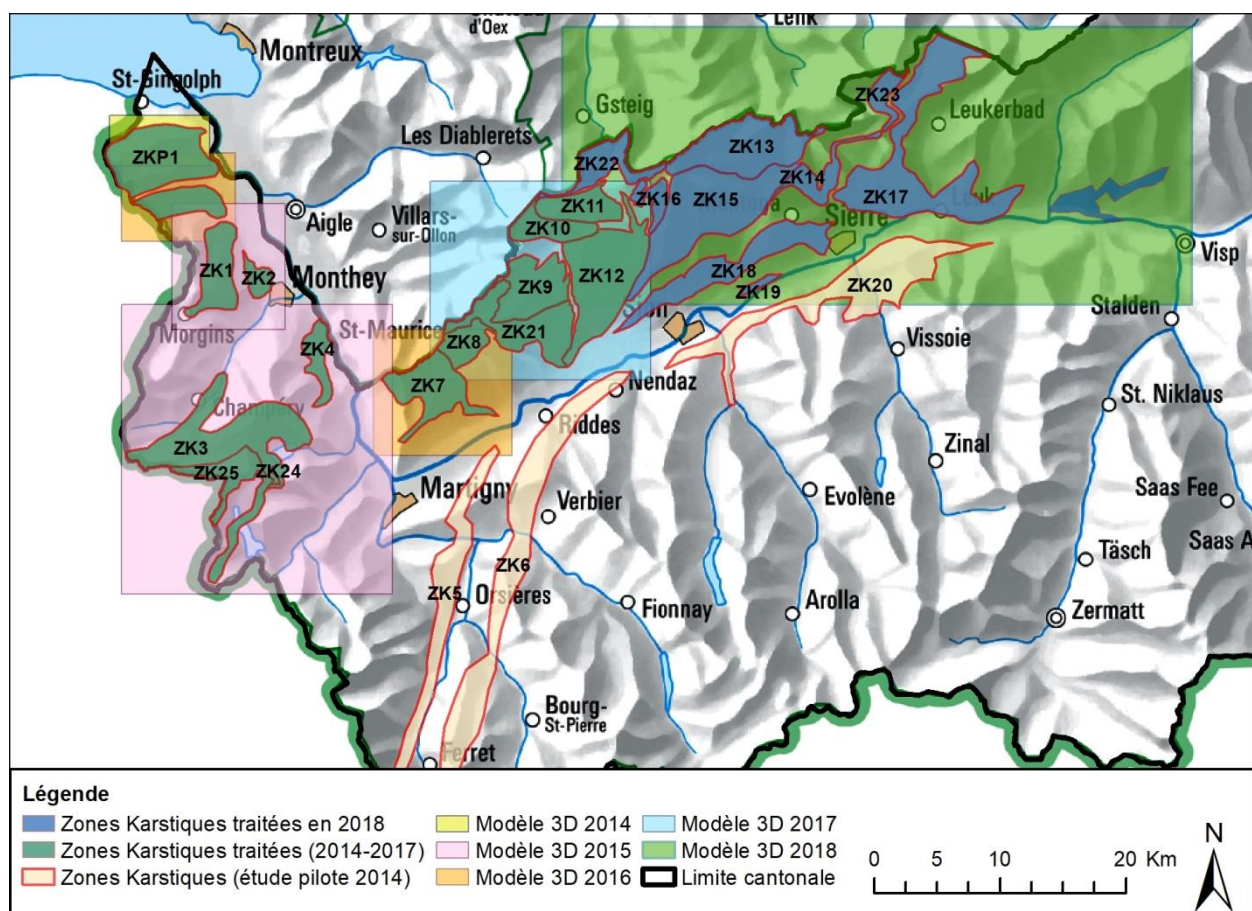 d'Oex
Lenk
Montreux
St-Gingolph
ZK23
Gsteig
Leukerbad
Les Diablerets
ZKP1
ZK13
ZK22
ZK14
ZK16
ZK15
ZK17
Leuk
ZK11
Aigle
Villars-
sur-Ollon
Sierre
ZK10
Visp
ZK1
ZK2
Monthey
ZK12
ZK18
ZK9
ZK19
ZK20
Morgins
St-Maurice
ZK21
Sion
Stalden
ZK4
ZK8
Vissoie
ZK7
Nendaz
Champéry
Riddes
St. Niklaus
ZK3
Zinal
ZK25
ZK24
Martigny
Evolène
Saas Fee
Verbier
Saas A
Täsch
ZK6
ZK5
Orsières
Fionnay
Arolla
Zermatt
Bourg-
St-Pierre
Ferret
Légende
Zones Karstiques traitées en 2018
Modèle 3D 2014
Modèle 3D 2017
Zones Karstiques traitées (2014-2017)
Modèle 3D 2015
Modèle 3D 2018
Zones Karstiques (étude pilote 2014)
Modèle 3D 2016
Limite cantonale
0 5 10 20 Km
N